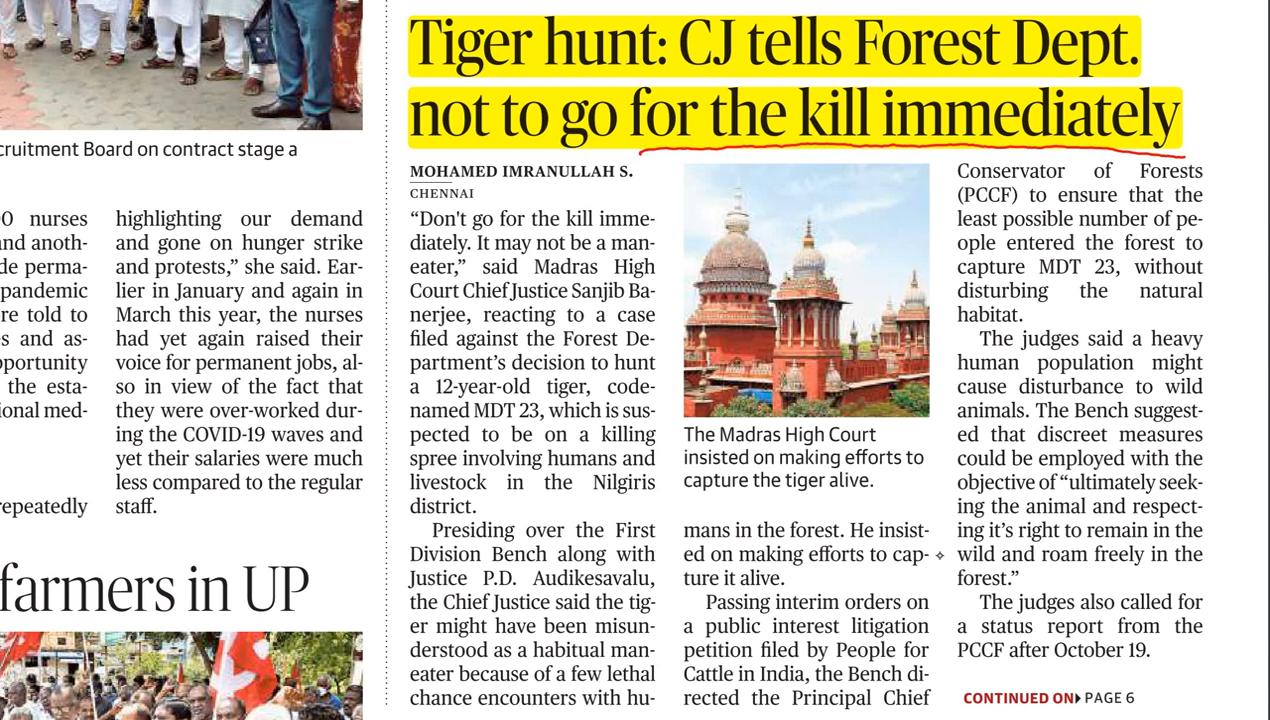 cruitment Board on contract stage a
00 nurses
and anoth-
de perma-
pandemic
re told to
s and as-
pportunity
the esta-
ional med-
repeatedly
highlighting our demand
and gone on hunger strike
and protests,” she said. Ear-
lier in January and again in
March this year, the nurses
had yet again raised their
voice for permanent jobs, al-
so in view of the fact that
they were over-worked dur-
ing the COVID-19 waves and
yet their salaries were much
less compared to the regular
staff.
farmers in UP
Tiger hunt: CJ tells Forest Dept.
not to go for the kill immediately
MOHAMED IMRANULLAH S.
CHENNAI
“Don't go for the kill imme-
diately. It may not be a man-
eater,” said Madras High
Court Chief Justice Sanjib Ba-
nerjee, reacting to a case
filed against the Forest De-
partment’s decision to hunt
a 12-year-old tiger, code-
named MDT 23, which is sus-
pected to be on a killing
spree involving humans and
livestock in the Nilgiris
district.
Presiding over the First
Division Bench along with
Justice P.D. Audikesavalu,
the Chief Justice said the tig-
er might have been misun-
derstood as a habitual man-
eater because of a few lethal
chance encounters with hu-
The Madras High Court
insisted on making efforts to
capture the tiger alive.
mans in the forest. He insist-
ed on making efforts to cap-
ture it alive.
Passing interim orders on
a public interest litigation
petition filed by People for
Cattle in India, the Bench di-
rected the Principal Chief
Conservator of Forests
(PCCF) to ensure that the
least possible number of pe-
ople entered the forest to
capture MDT 23, without
disturbing the natural
habitat.
The judges said a heavy
human population might
cause disturbance to wild
animals. The Bench suggest-
ed that discreet measures
could be employed with the
objective of “ultimately seek-
ing the animal and respect-
ing it’s right to remain in the
wild and roam freely in the
forest.”
The judges also called for
a status report from the
PCCF after October 19.
CONTINUED ON PAGE 6